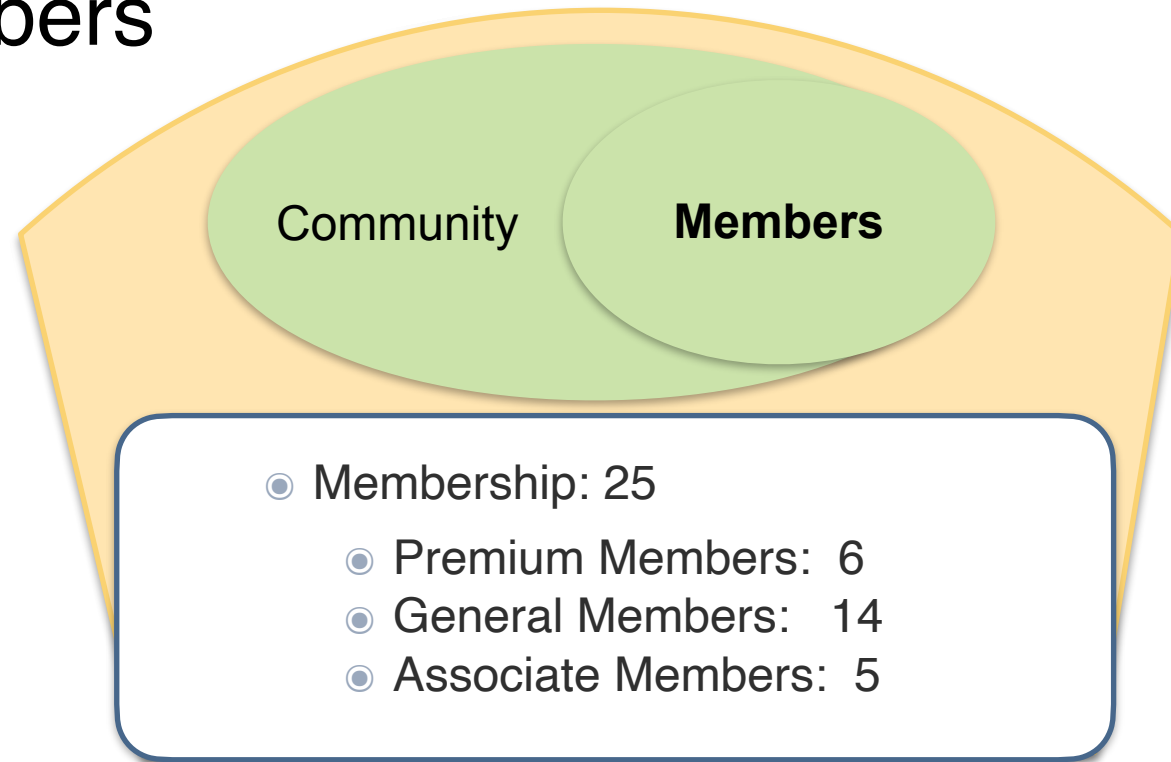 bers
Community
Members
Membership: 25
Premium Members: 6
General Members: 14
Associate Members: 5